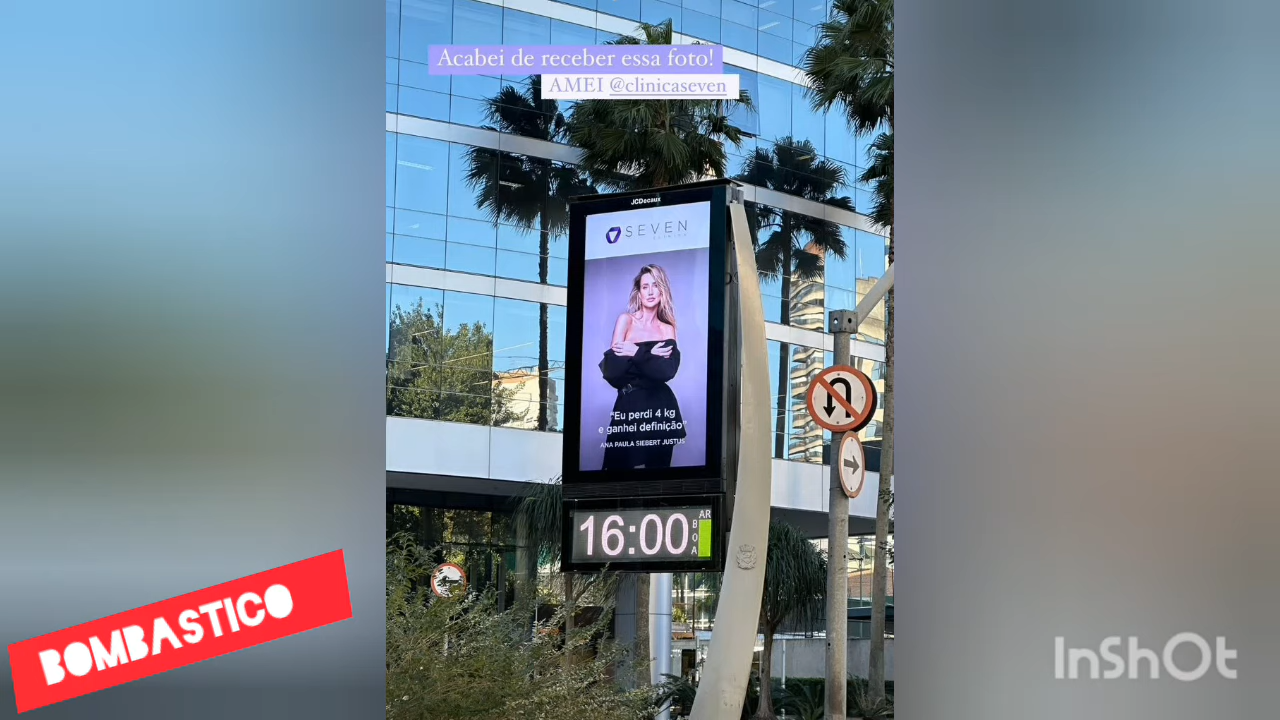 Acabei de receber essa foto!
AMEI @clinicaseven
JCDecaux
SEVEN
"Eu perdi 4 kg
e ganhei definição"
ANA PAULA SIEBERT JUSTUS
16:00
AR
BOA
BOMBASTICO
InShOt